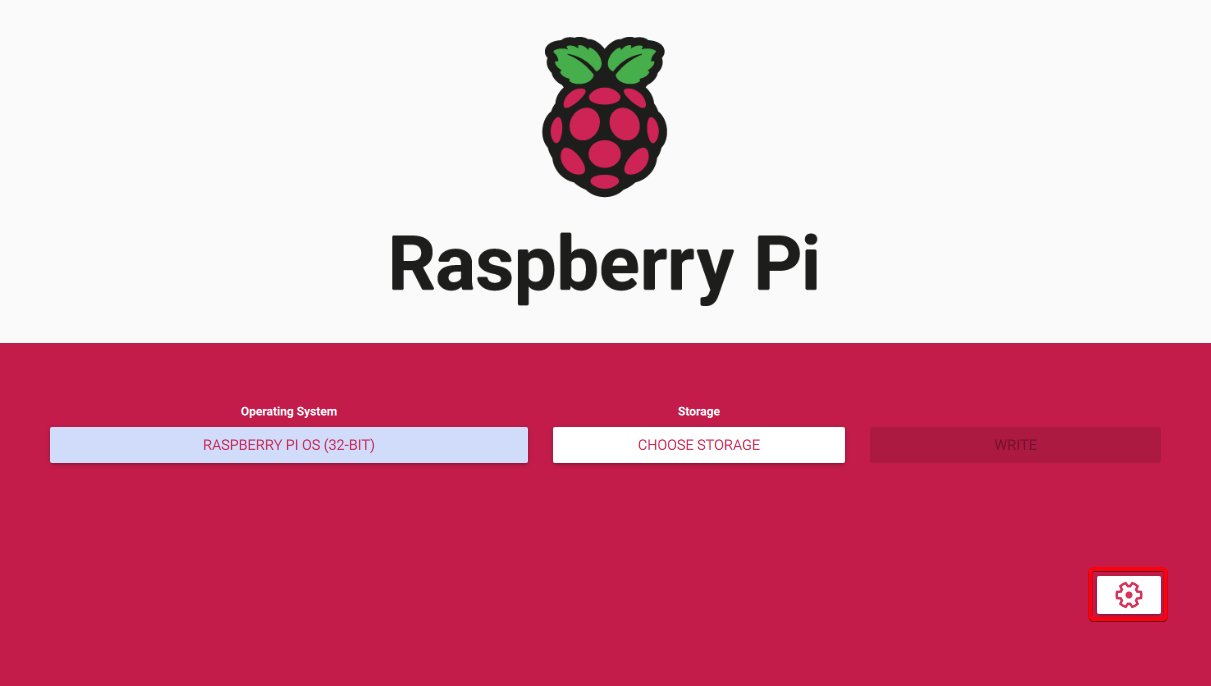 Raspberry Pi
Operating System
Storage
RASPBERRY PI OS (32-BIT)
CHOOSE STORAGE
WRITE